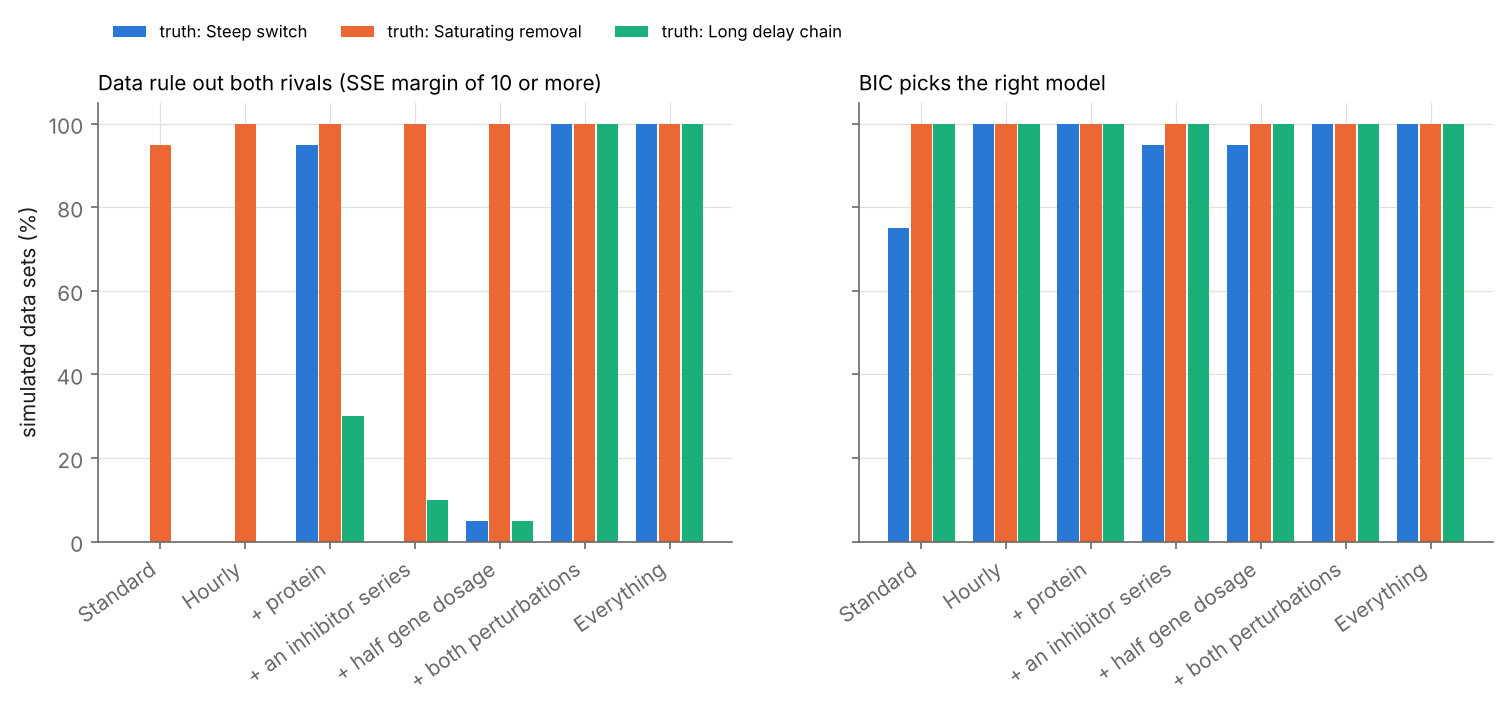 truth: Steep switch truth: Saturating removal truth: Long delay chain
Data rule out both rivals (SSE margin of 10 or more)
simulated data sets (%)
100
80
60
40
20
0
Standard
Hourly
+ protein
+ an inhibitor series
+ half gene dosage
+ both perturbations
Everything
BIC picks the right model
Standard
Hourly
+ protein
+ an inhibitor series
+ half gene dosage
+ both perturbations
Everything